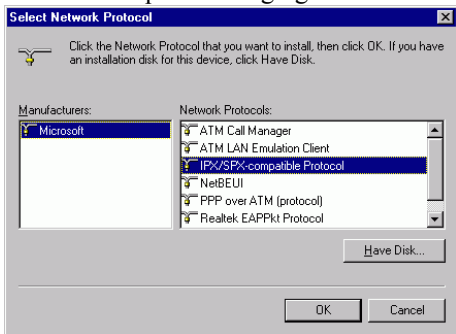 Select Network Protocol
Click the Network Protocol that you want to install, then click OK. If you have
an installation disk for this device, click Have Disk.
Manufacturers:
Microsoft
Network Protocols:
ATM Call Manager
ATM LAN Emulation Client
IPX/SPX-compatible Protocol
NetBEUI
PPP over ATM (protocol)
Realtek EAPPkt Protocol
Have Disk...
OK
Cancel